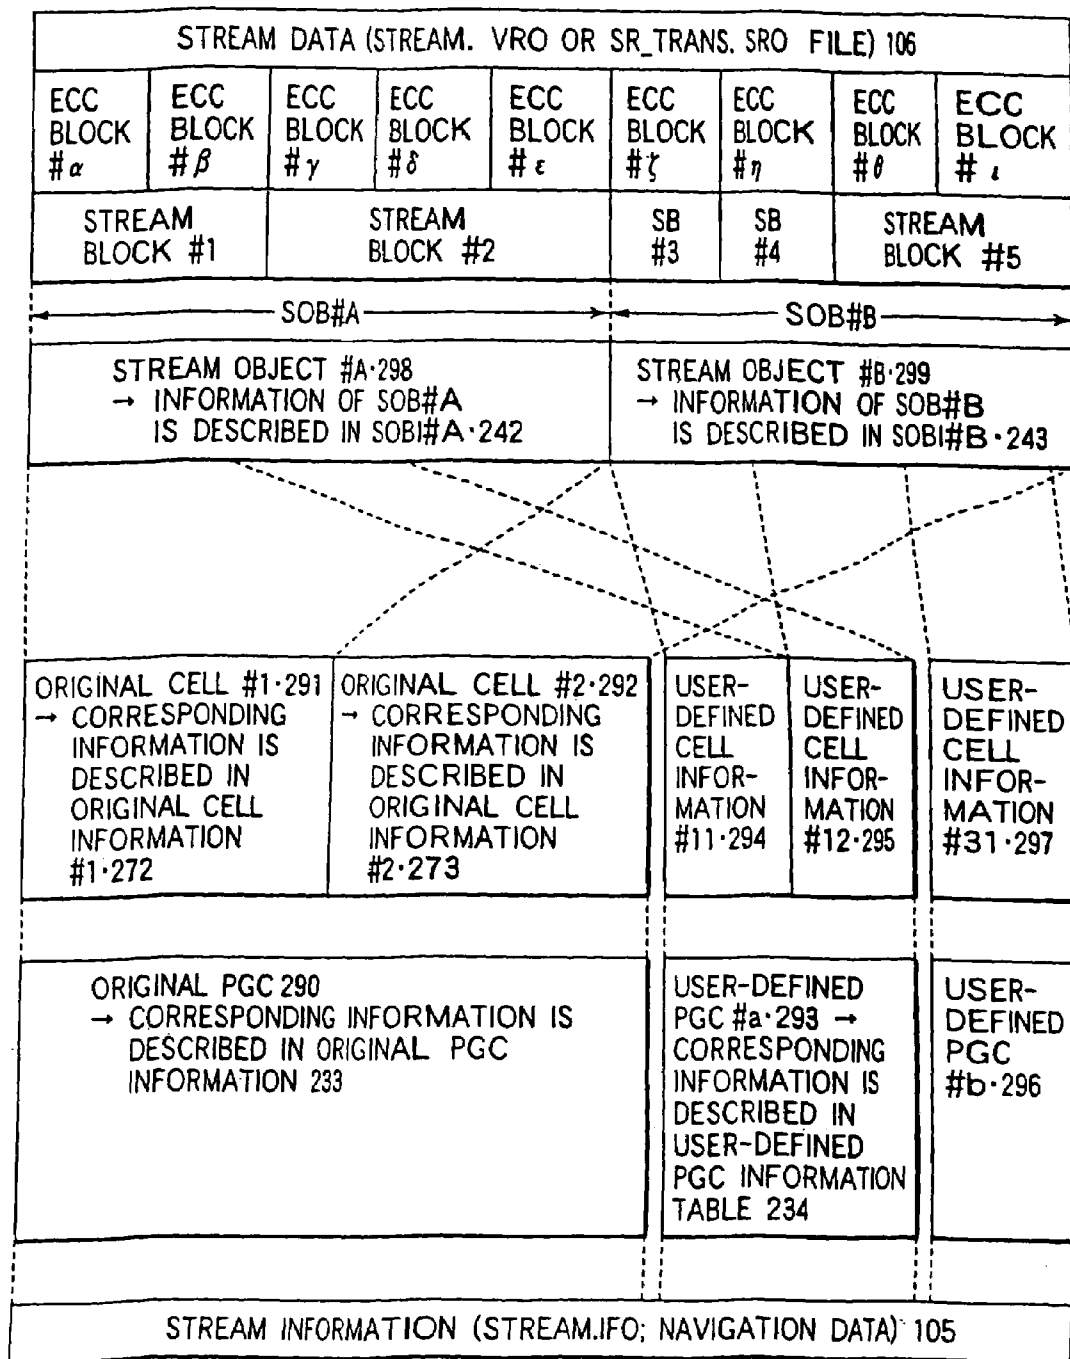 STREAM DATA (STREAM. VRO OR SR_TRANS. SRO FILE) 106
ECC BLOCK #α
ECC BLOCK #β
ECC BLOCK #γ
ECC BLOCK #δ
ECC BLOCK #ε
ECC BLOCK #ζ
ECC BLOCK #η
ECC BLOCK #θ
ECC BLOCK #ι
STREAM BLOCK #1
STREAM BLOCK #2
SB #3
SB #4
STREAM BLOCK #5
SOB#A
SOB#B
STREAM OBJECT #A·298
→ INFORMATION OF SOB#A
IS DESCRIBED IN SOBI#A·242
STREAM OBJECT #B·299
→ INFORMATION OF SOB#B
IS DESCRIBED IN SOBI#B·243
ORIGINAL CELL #1·291
→ CORRESPONDING
INFORMATION IS
DESCRIBED IN
ORIGINAL CELL
INFORMATION
#1·272
ORIGINAL CELL #2·292
→ CORRESPONDING
INFORMATION IS
DESCRIBED IN
ORIGINAL CELL
INFORMATION
#2·273
USER-
DEFINED
CELL
INFOR-
MATION
#11·294
USER-
DEFINED
CELL
INFOR-
MATION
#12·295
USER-
DEFINED
CELL
INFOR-
MATION
#31·297
ORIGINAL PGC 290
→ CORRESPONDING INFORMATION IS
DESCRIBED IN ORIGINAL PGC
INFORMATION 233
USER-DEFINED
PGC #a·293 →
CORRESPONDING
INFORMATION IS
DESCRIBED IN
USER-DEFINED
PGC INFORMATION
TABLE 234
USER-
DEFINED
PGC
#b·296
STREAM INFORMATION (STREAM.IFO; NAVIGATION DATA) 105